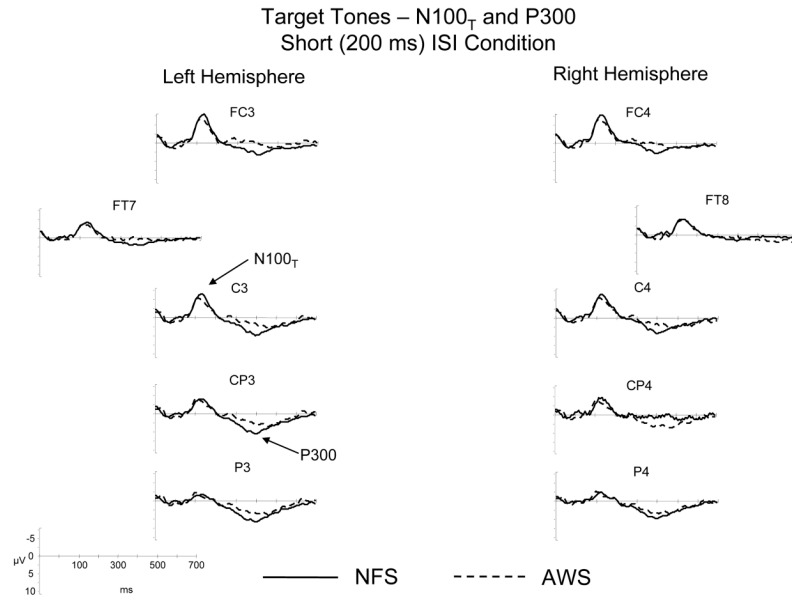 Target Tones – N100T and P300
Short (200 ms) ISI Condition
Left Hemisphere
Right Hemisphere
FC3
FC4
FT7
FT8
N100T
C3
C4
CP3
CP4
P300
P3
P4
-5
µV 0
5
10
100 300 500 700
ms
NFS
AWS